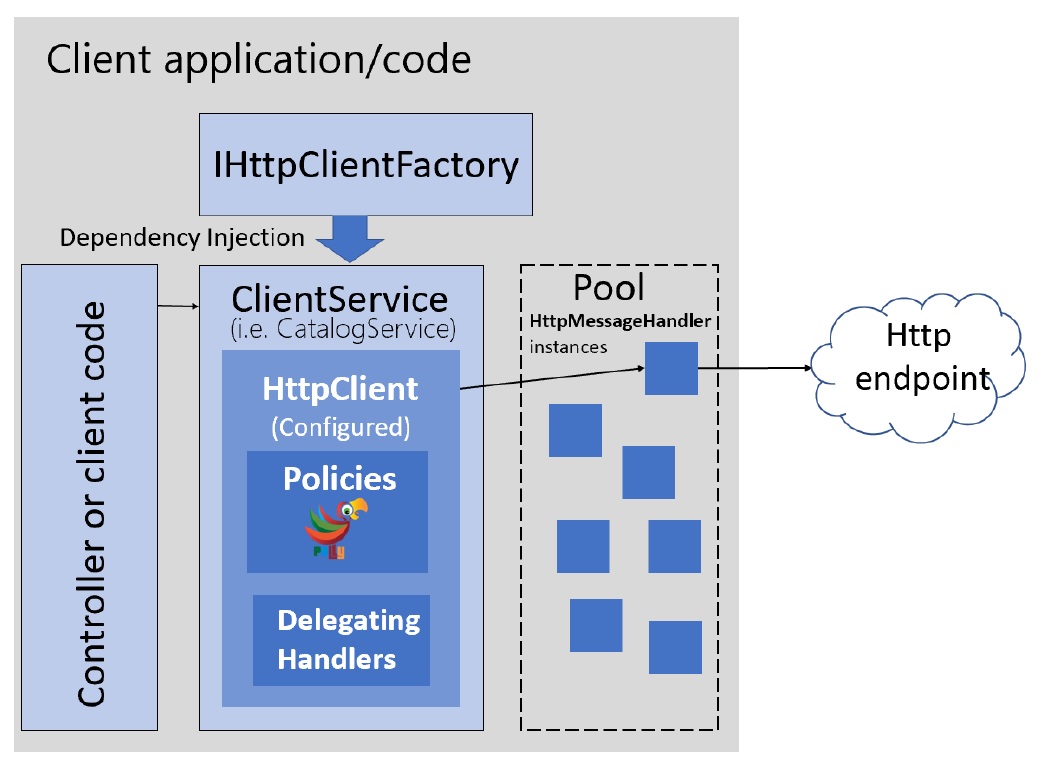 Client application/code
IHttpClientFactory
Dependency Injection
Controller or client code
ClientService
(i.e. CatalogService)
HttpClient
(Configured)
Policies
Polly
Delegating
Handlers
Pool
HttpMessageHandler
instances
Http
endpoint